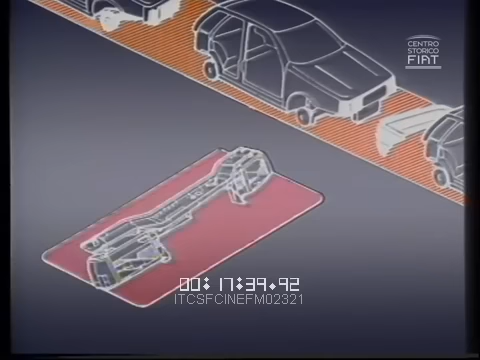 CENTRO
STORICO
FIAT
00: 17:39.92
ITCSFCINEFM02321